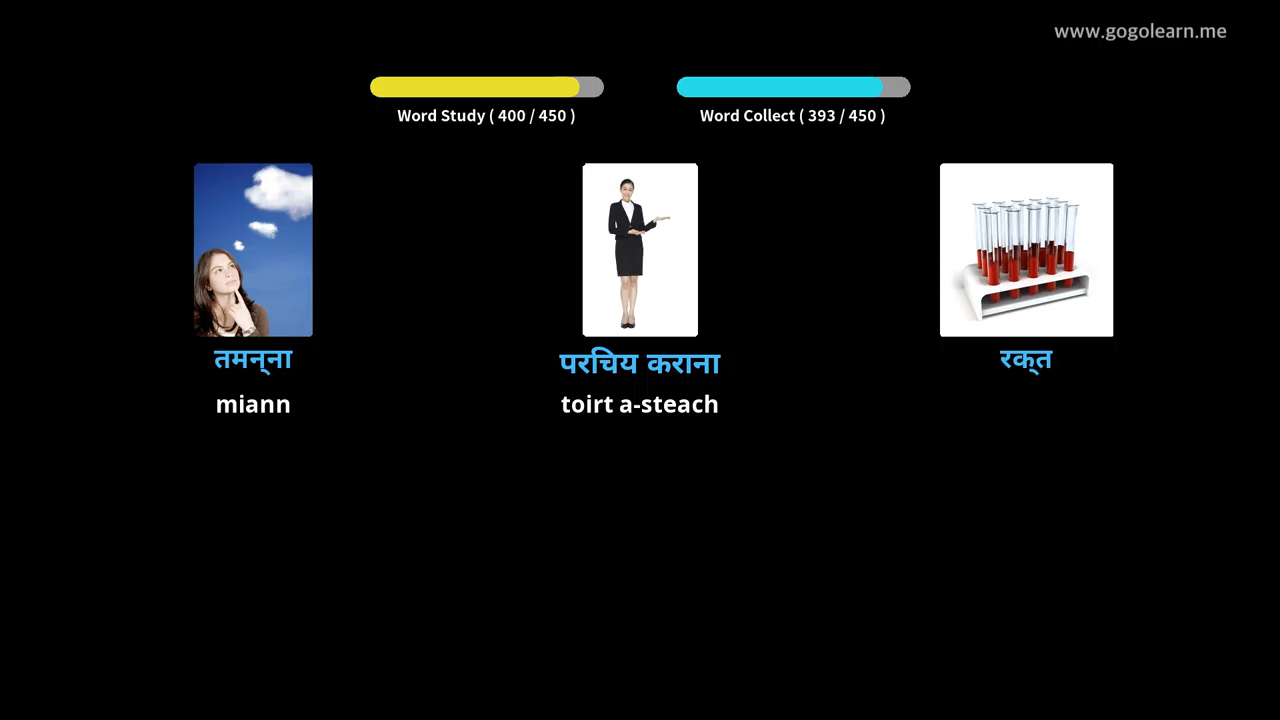 www.gogolearn.me
Word Study ( 400 / 450 )
Word Collect ( 393 / 450 )
तमन्‌ना
परिचय कराना
रक्‌त
miann
toirt a-steach